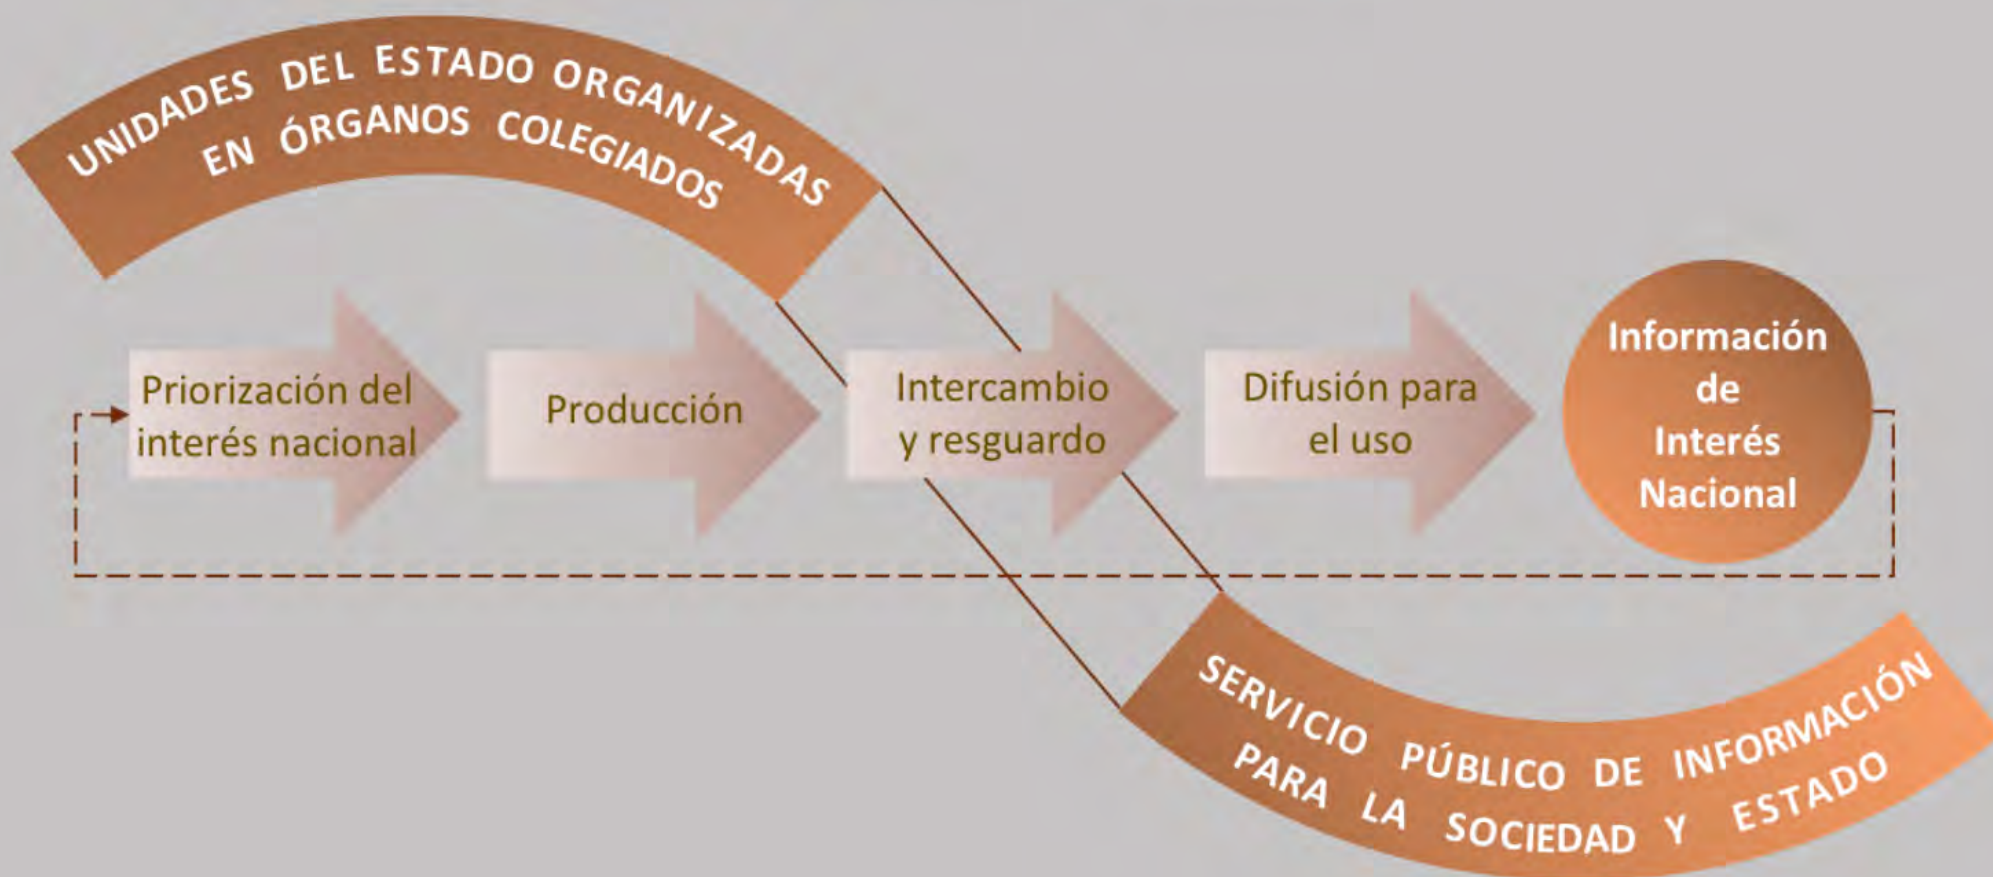 UNIDADES DEL ESTADO ORGANIZADAS
EN ÓRGANOS COLEGIADOS
Priorización del
interés nacional
Producción
Intercambio
y resguardo
Difusión para
el uso
Información
de
Interés
Nacional
SERVICIO PÚBLICO DE INFORMACIÓN
PARA LA SOCIEDAD Y ESTADO